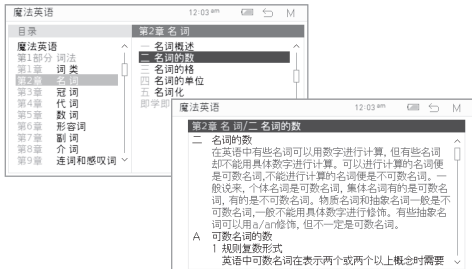 魔法英语 12:03 am M
目录
魔法英语
第1部分 词法
第1章 词 类
第2章 名 词
第3章 冠 词
第4章 代 词
第5章 数 词
第6章 形容词
第7章 副 词
第8章 介 词
第9章 连词和感叹词
第2章 名 词
一 名词概述
二 名词的数
三 名词的格
四 名词的单位
五 名词化
即学即
魔法英语 12:03 am M
第2章 名 词/二 名词的数
二 名词的数
在英语中有些名词可以用数字进行计算, 但有些名词
却不能用具体数字进行计算。可以进行计算的名词便
是可数名词,不能进行计算的名词便是不可数名词。一
般说来, 个体名词是可数名词, 集体名词有的是可数名
词, 有的是不可数名词。物质名词和抽象名词一般是不
可数名词,一般不能用具体数字进行修饰。有些抽象名
词可以用a/an修饰, 但不一定是可数名词。
A 可数名词的数
1 规则复数形式
英语中可数名词在表示两个或两个以上概念时需要